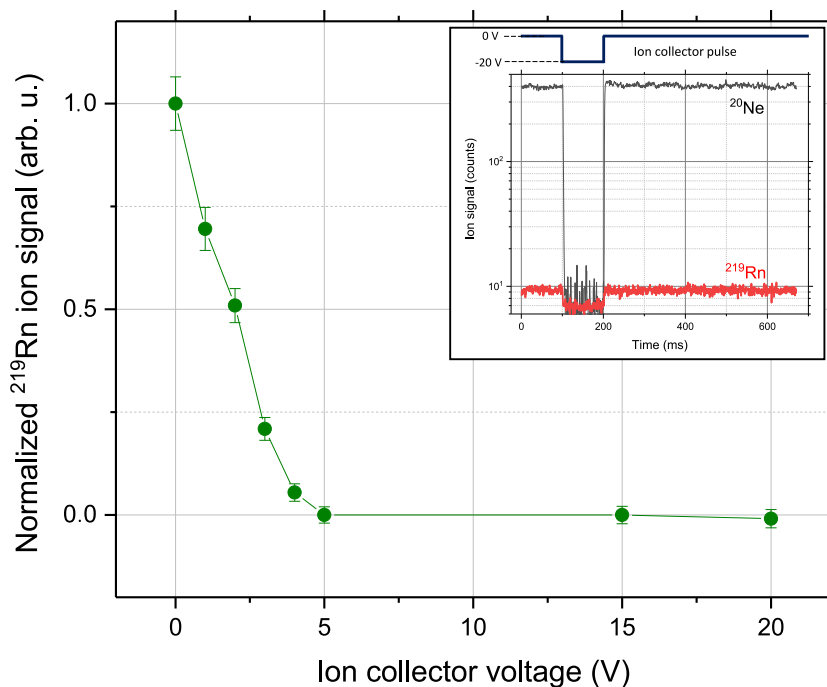 Normalized ²¹⁹Rn ion signal (arb. u.)
1.0
0.5
0.0
0
5
10
15
20
Ion collector voltage (V)
0 V
-20 V
Ion collector pulse
²⁰Ne
²¹⁹Rn
Ion signal (counts)
10²
10¹
0
200
400
600
Time (ms)